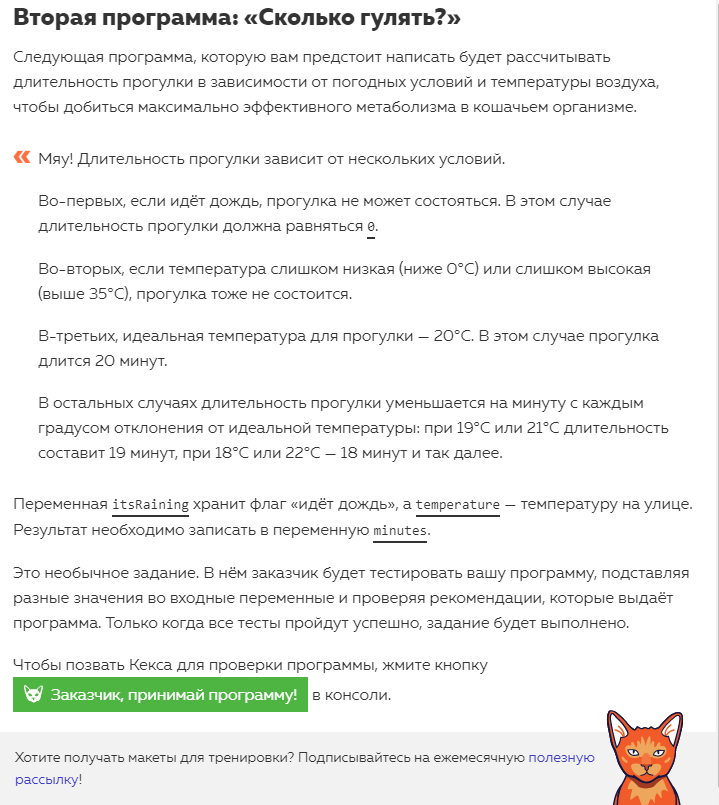 Вторая программа: «Сколько гулять?»
Следующая программа, которую вам предстоит написать будет рассчитывать
длительность прогулки в зависимости от погодных условий и температуры воздуха,
чтобы добиться максимально эффективного метаболизма в кошачьем организме.
« Мяу! Длительность прогулки зависит от нескольких условий.
Во-первых, если идёт дождь, прогулка не может состояться. В этом случае
длительность прогулки должна равняться 0.
Во-вторых, если температура слишком низкая (ниже 0°C) или слишком высокая
(выше 35°C), прогулка тоже не состоится.
В-третьих, идеальная температура для прогулки — 20°C. В этом случае прогулка
длится 20 минут.
В остальных случаях длительность прогулки уменьшается на минуту с каждым
градусом отклонения от идеальной температуры: при 19°C или 21°C длительность
составит 19 минут, при 18°C или 22°C — 18 минут и так далее.
Переменная itsRaining хранит флаг «идёт дождь», а temperature — температуру на улице.
Результат необходимо записать в переменную minutes.
Это необычное задание. В нём заказчик будет тестировать вашу программу, подставляя
разные значения во входные переменные и проверяя рекомендации, которые выдаёт
программа. Только когда все тесты пройдут успешно, задание будет выполнено.
Чтобы позвать Кекса для проверки программы, жмите кнопку
Заказчик, принимай программу! в консоли.
Хотите получать макеты для тренировки? Подписывайтесь на ежемесячную полезную
рассылку!